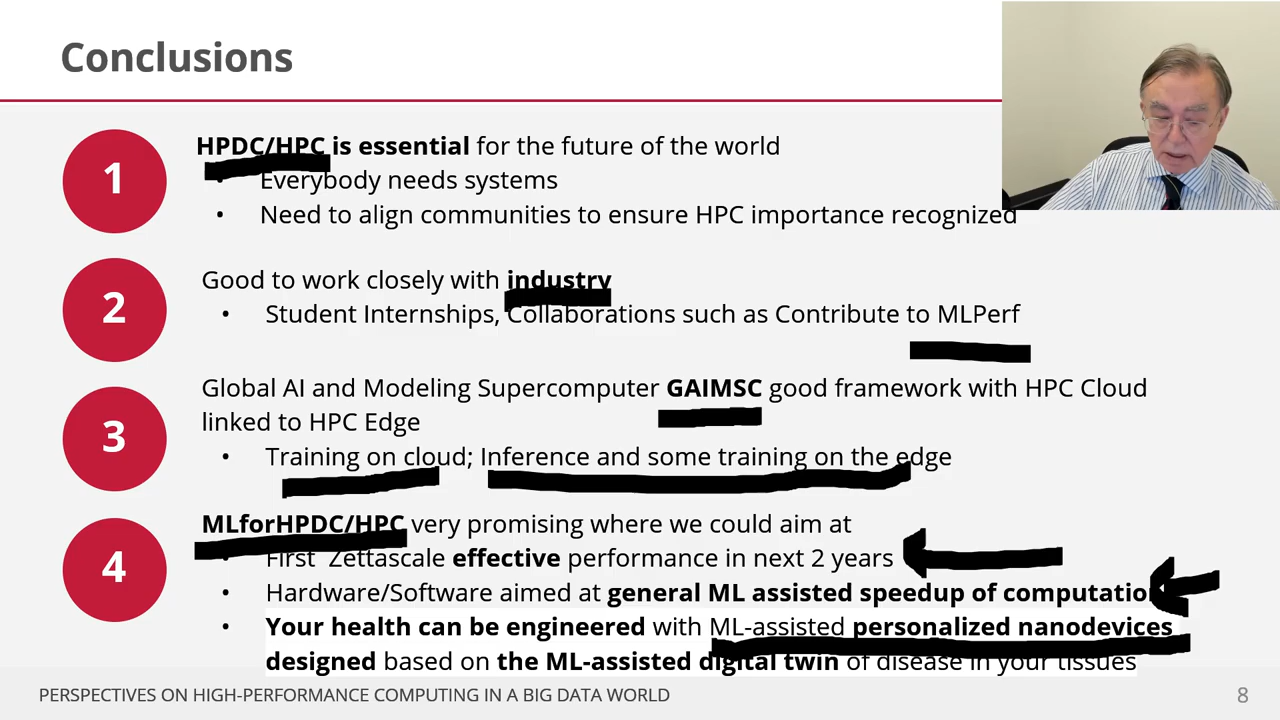 Conclusions
1
HPDC/HPC is essential for the future of the world
• Everybody needs systems
• Need to align communities to ensure HPC importance recognized
2
Good to work closely with industry
• Student Internships, Collaborations such as Contribute to MLPerf
3
Global AI and Modeling Supercomputer GAIMSC good framework with HPC Cloud
linked to HPC Edge
• Training on cloud; Inference and some training on the edge
4
MLforHPDC/HPC very promising where we could aim at
• First Zettascale effective performance in next 2 years
• Hardware/Software aimed at general ML assisted speedup of computation
• Your health can be engineered with ML-assisted personalized nanodevices
designed based on the ML-assisted digital twin of disease in your tissues
PERSPECTIVES ON HIGH-PERFORMANCE COMPUTING IN A BIG DATA WORLD
8